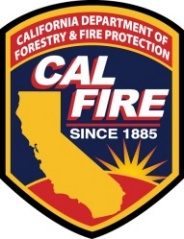 CALIFORNIA DEPARTMENT OF
FORESTRY & FIRE PROTECTION
CAL
FIRE
SINCE 1885